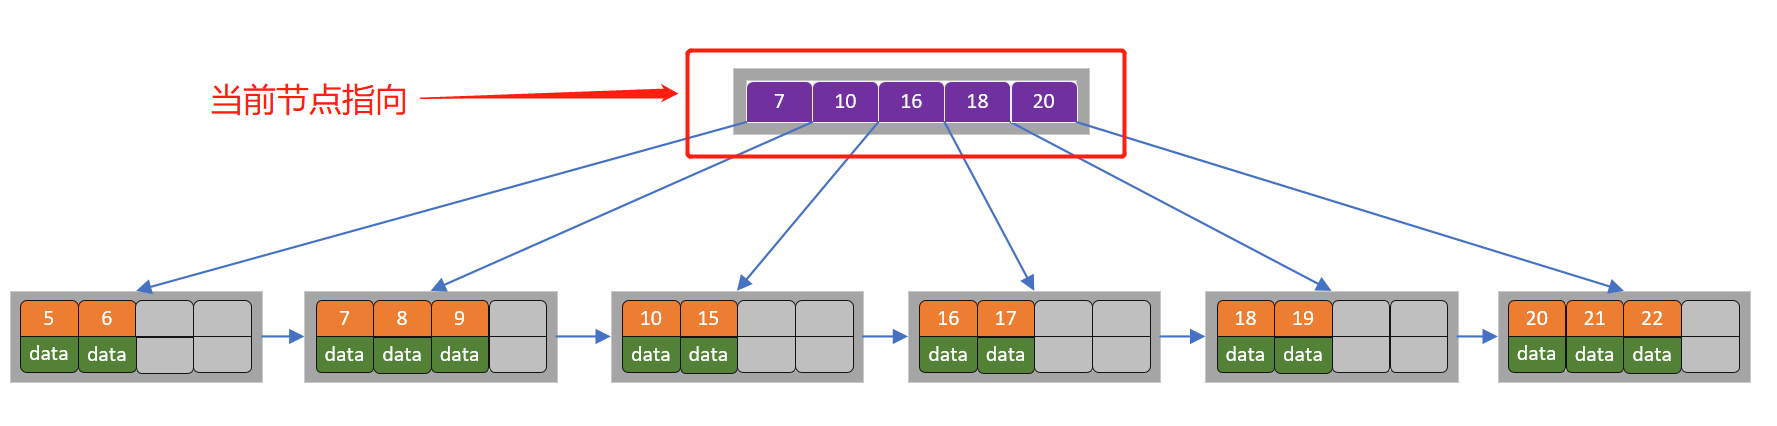 当前节点指向
7 10 16 18 20
5 6 7 8 9 10 15 16 17 18 19 20 21 22
data data data data data data data data data data data data data data